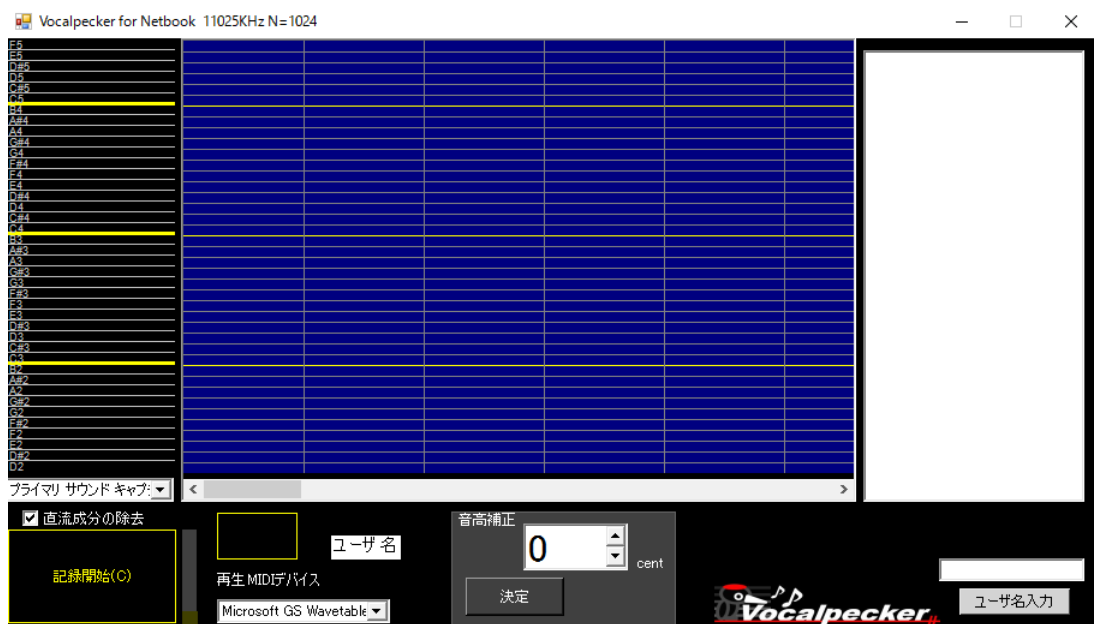 Vocalpecker for Netbook 11025KHz N=1024
F5
E5
D#5
D5
C#5
C5
B4
A#4
A4
G#4
G4
F#4
F4
E4
D#4
D4
C#4
C4
B3
A#3
A3
G#3
G3
F#3
F3
E3
D#3
D3
C#3
C3
B2
A#2
A2
G#2
G2
F#2
F2
E2
D#2
D2
プライマリ サウンド キャプ
直流成分の除去
記録開始(C)
ユーザ 名
再生MIDIデバイス
Microsoft GS Wavetable
音高補正
0
cent
決定
Vocalpecker#
ユーザ名入力